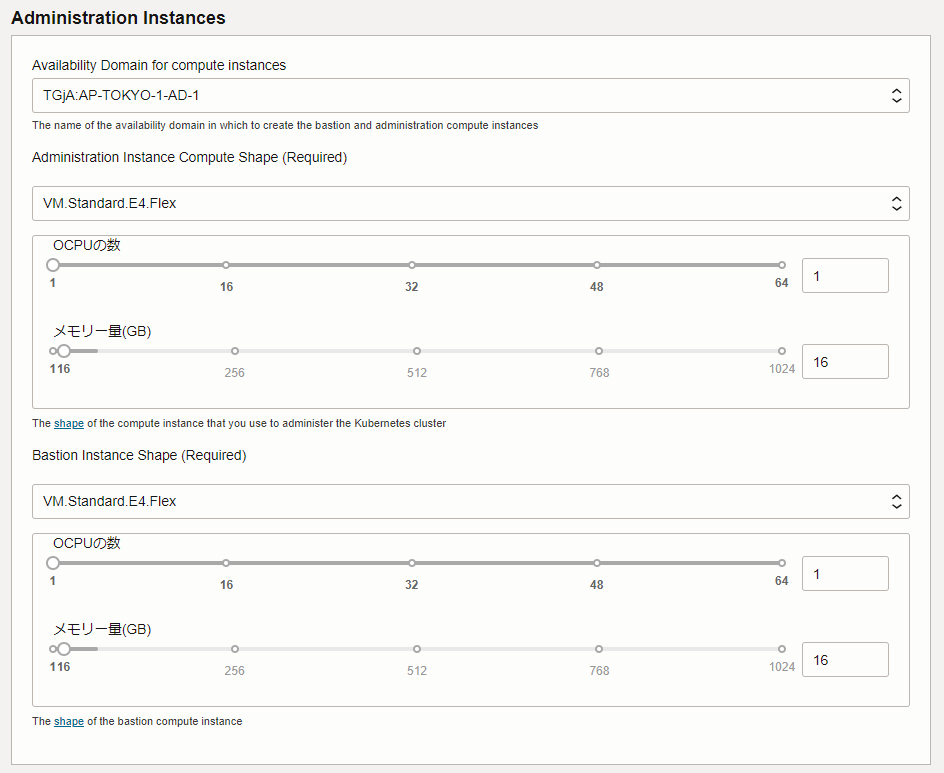 Administration Instances
Availability Domain for compute instances
TGjA:AP-TOKYO-1-AD-1
The name of the availability domain in which to create the bastion and administration compute instances
Administration Instance Compute Shape (Required)
VM.Standard.E4.Flex
OCPUの数
1
1 16 32 48 64
メモリー量(GB)
16
116 256 512 768 1024
The shape of the compute instance that you use to administer the Kubernetes cluster
Bastion Instance Shape (Required)
VM.Standard.E4.Flex
OCPUの数
1
1 16 32 48 64
メモリー量(GB)
16
116 256 512 768 1024
The shape of the bastion compute instance